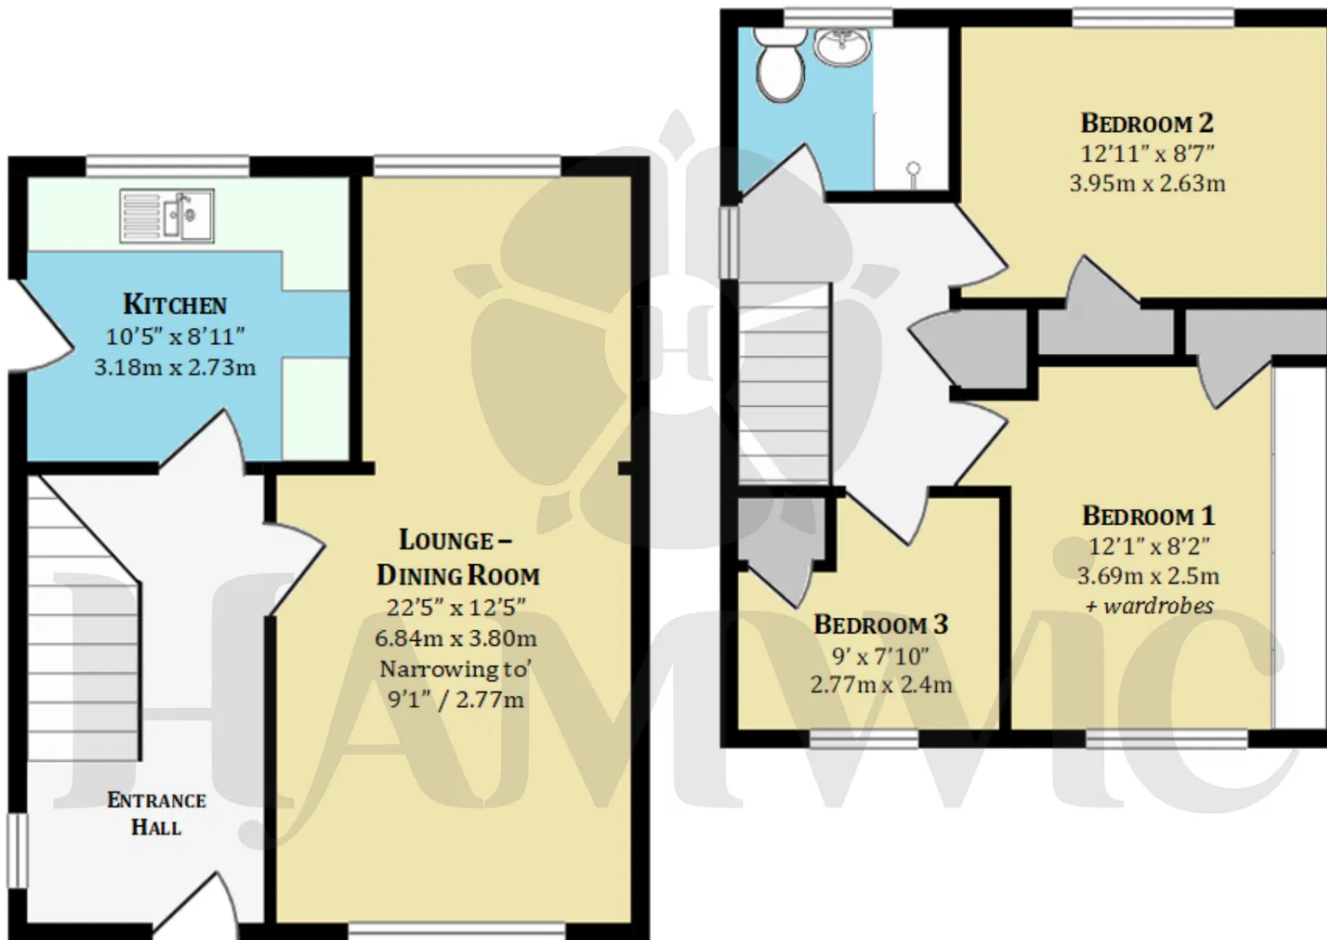 KITCHEN
10’5” x 8’11”
3.18m x 2.73m
LOUNGE –
DINING ROOM
22’5” x 12’5”
6.84m x 3.80m
Narrowing to’
9’1” / 2.77m
ENTRANCE
HALL
BEDROOM 2
12’11” x 8’7”
3.95m x 2.63m
BEDROOM 1
12’1” x 8’2”
3.69m x 2.5m
+ wardrobes
BEDROOM 3
9’ x 7’10”
2.77m x 2.4m
H
HAMWIC